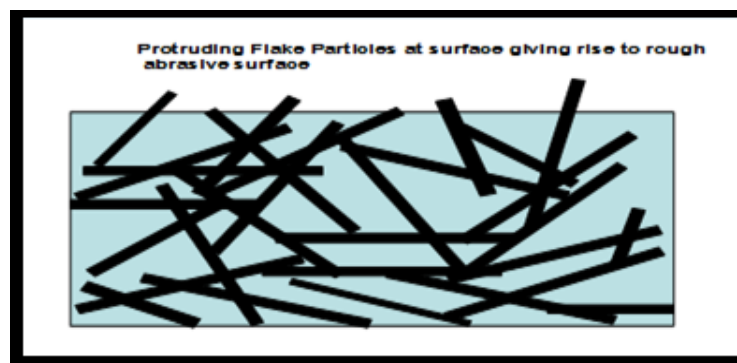 Protruding Flake Particles at surface giving rise to rough
abrasive surface